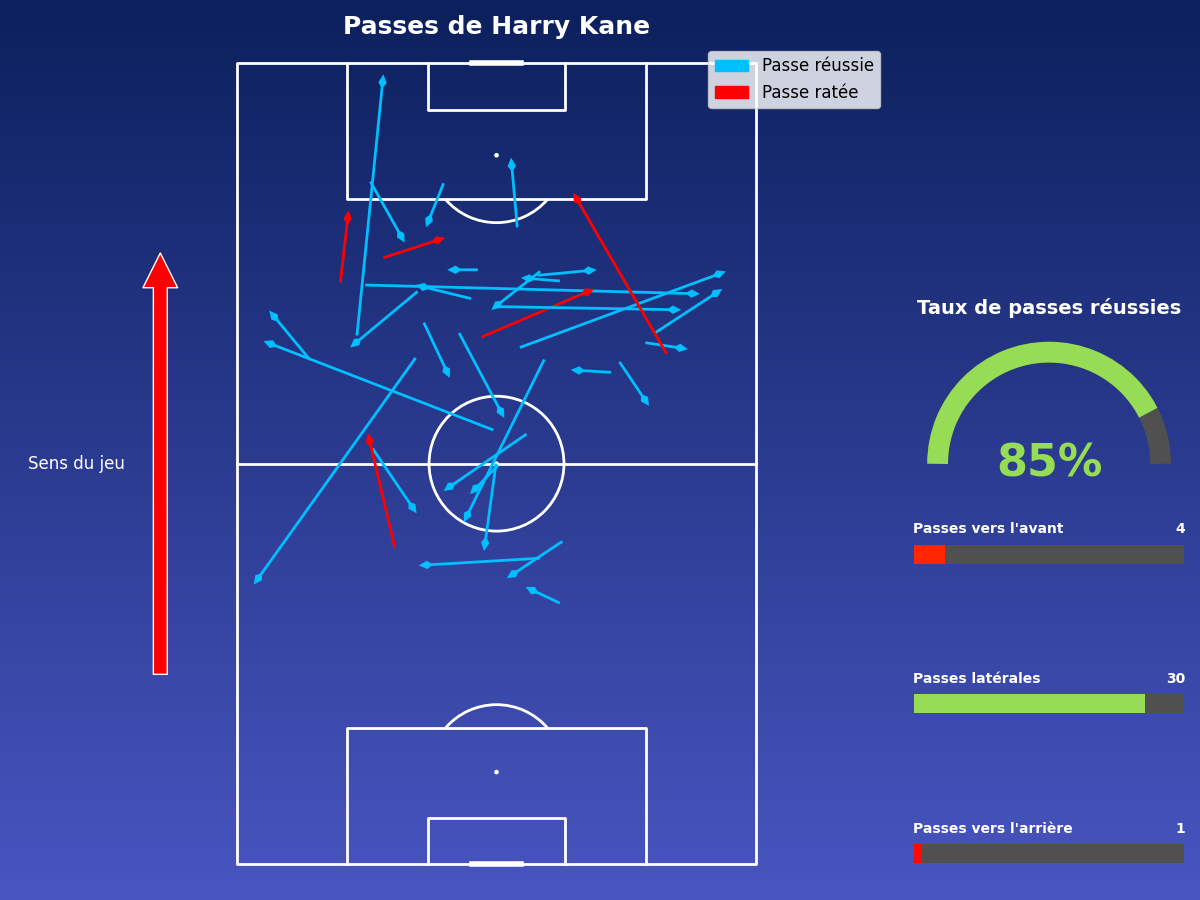 Passes de Harry Kane
Passe réussie
Passe ratée
Sens du jeu
Taux de passes réussies
85%
Passes vers l'avant 4
Passes latérales 30
Passes vers l'arrière 1